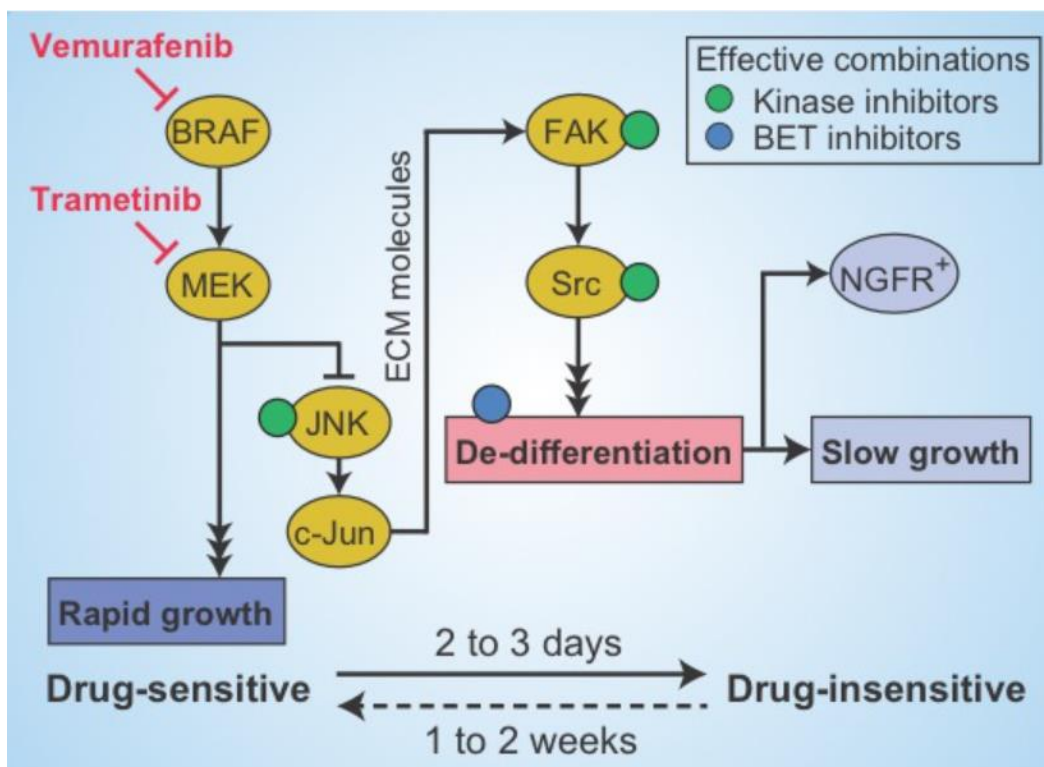 Vemurafenib
BRAF
Trametinib
MEK
JNK
c-Jun
Rapid growth
ECM molecules
FAK
Src
De-differentiation
Effective combinations
Kinase inhibitors
BET inhibitors
NGFR+
Slow growth
Drug-sensitive
2 to 3 days
1 to 2 weeks
Drug-insensitive